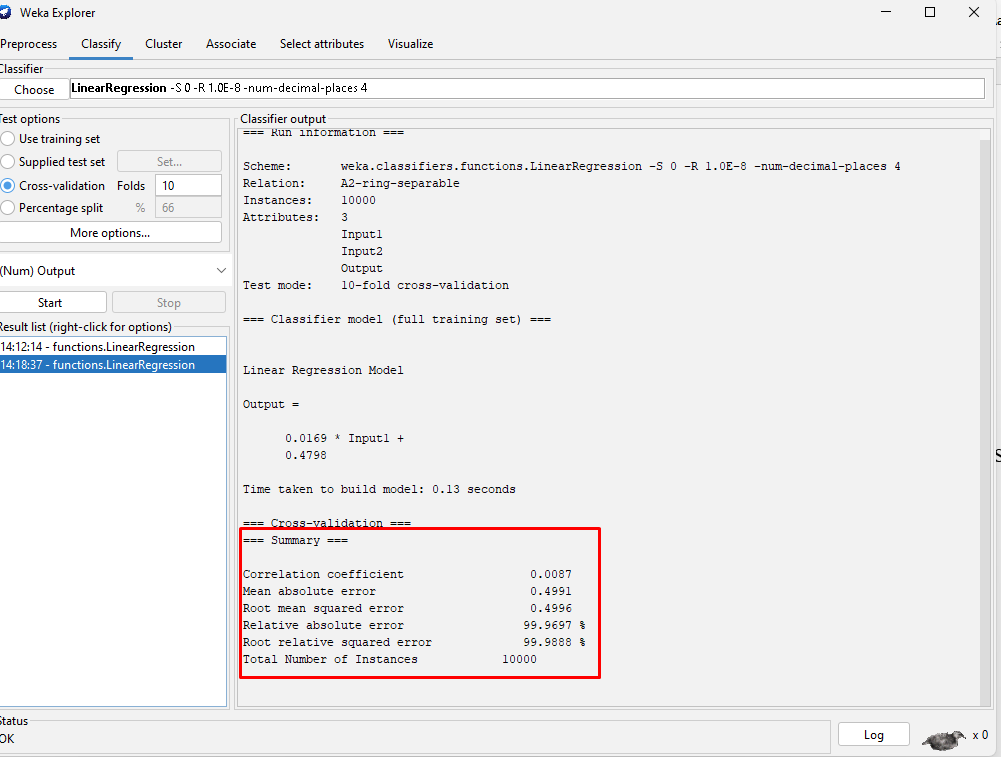 Weka Explorer
Preprocess Classify Cluster Associate Select attributes Visualize
Classifier
Choose LinearRegression -S 0 -R 1.0E-8 -num-decimal-places 4
Test options
Use training set
Supplied test set Set...
Cross-validation Folds 10
Percentage split % 66
More options...
(Num) Output
Start Stop
Result list (right-click for options)
14:12:14 - functions.LinearRegression
14:18:37 - functions.LinearRegression
Classifier output
=== Run information ===
Scheme: weka.classifiers.functions.LinearRegression -S 0 -R 1.0E-8 -num-decimal-places 4
Relation: A2-ring-separable
Instances: 10000
Attributes: 3
Input1
Input2
Output
Test mode: 10-fold cross-validation
=== Classifier model (full training set) ===
Linear Regression Model
Output =
0.0169 * Input1 +
0.4798
Time taken to build model: 0.13 seconds
=== Cross-validation ===
=== Summary ===
Correlation coefficient 0.0087
Mean absolute error 0.4991
Root mean squared error 0.4996
Relative absolute error 99.9697 %
Root relative squared error 99.9888 %
Total Number of Instances 10000
Status
OK
Log x 0